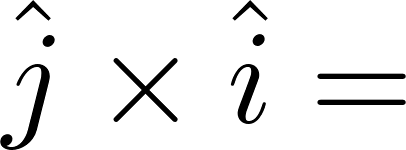 ĵ × î =